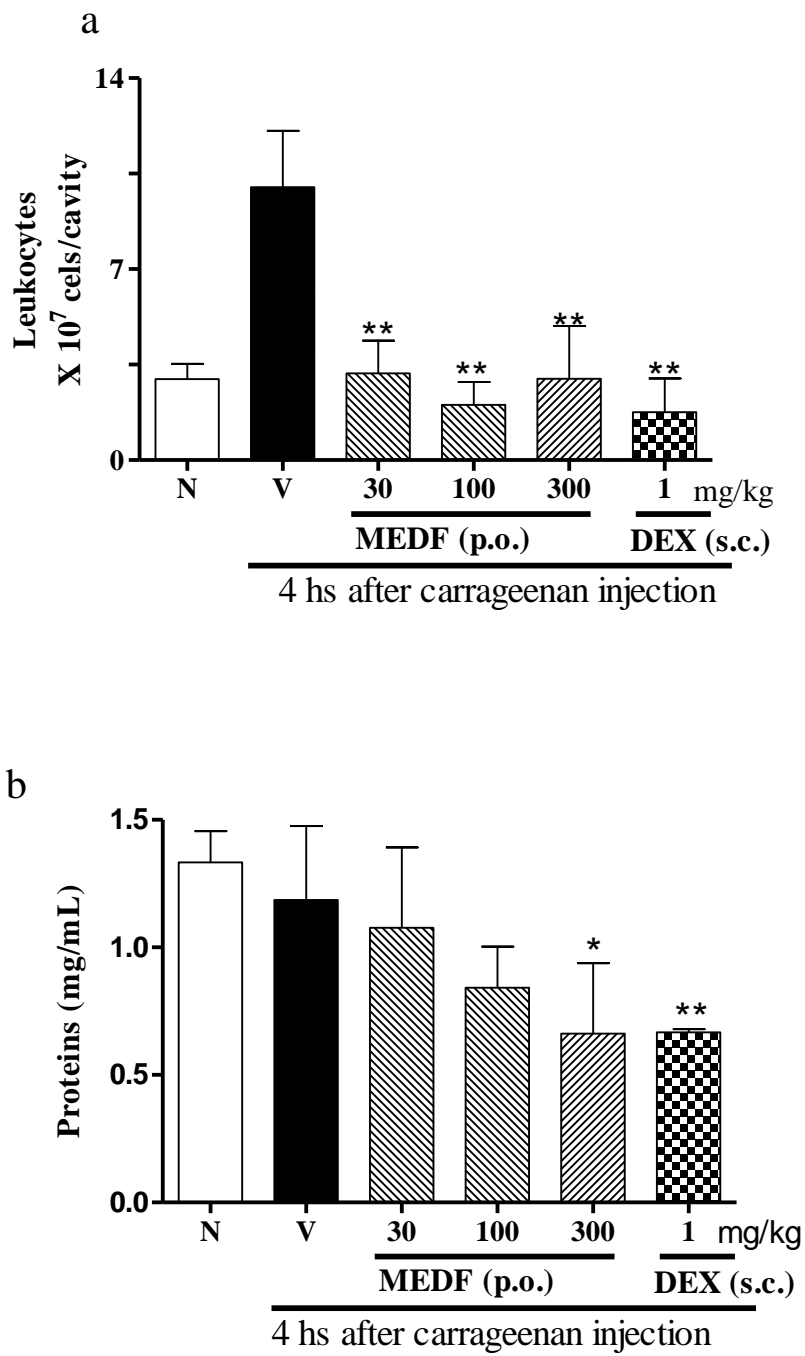 a
14
7
0
Leukocytes
X 10⁷ cels/cavity
** ** ** **
N V 30 100 300 1 mg/kg
MEDF (p.o.) DEX (s.c.)
4 hs after carrageenan injection
b
1.5
1.0
0.5
0.0
Proteins (mg/mL)
* **
N V 30 100 300 1 mg/kg
MEDF (p.o.) DEX (s.c.)
4 hs after carrageenan injection